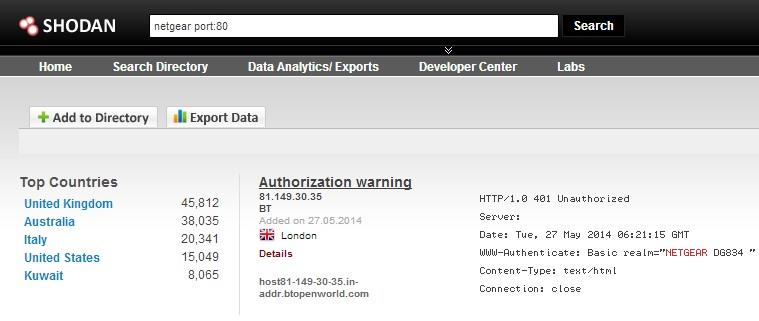 SHODAN
netgear port:80
Search
Home Search Directory Data Analytics/ Exports Developer Center Labs
Add to Directory Export Data
Top Countries
United Kingdom 45,812
Australia 38,035
Italy 20,341
United States 15,049
Kuwait 8,065
Authorization warning
81.149.30.35
BT
Added on 27.05.2014
London
Details
host81-149-30-35.in-
addr.btopenworld.com
HTTP/1.0 401 Unauthorized
Server:
Date: Tue, 27 May 2014 06:21:15 GMT
WWW-Authenticate: Basic realm="NETGEAR DG834 "
Content-Type: text/html
Connection: close